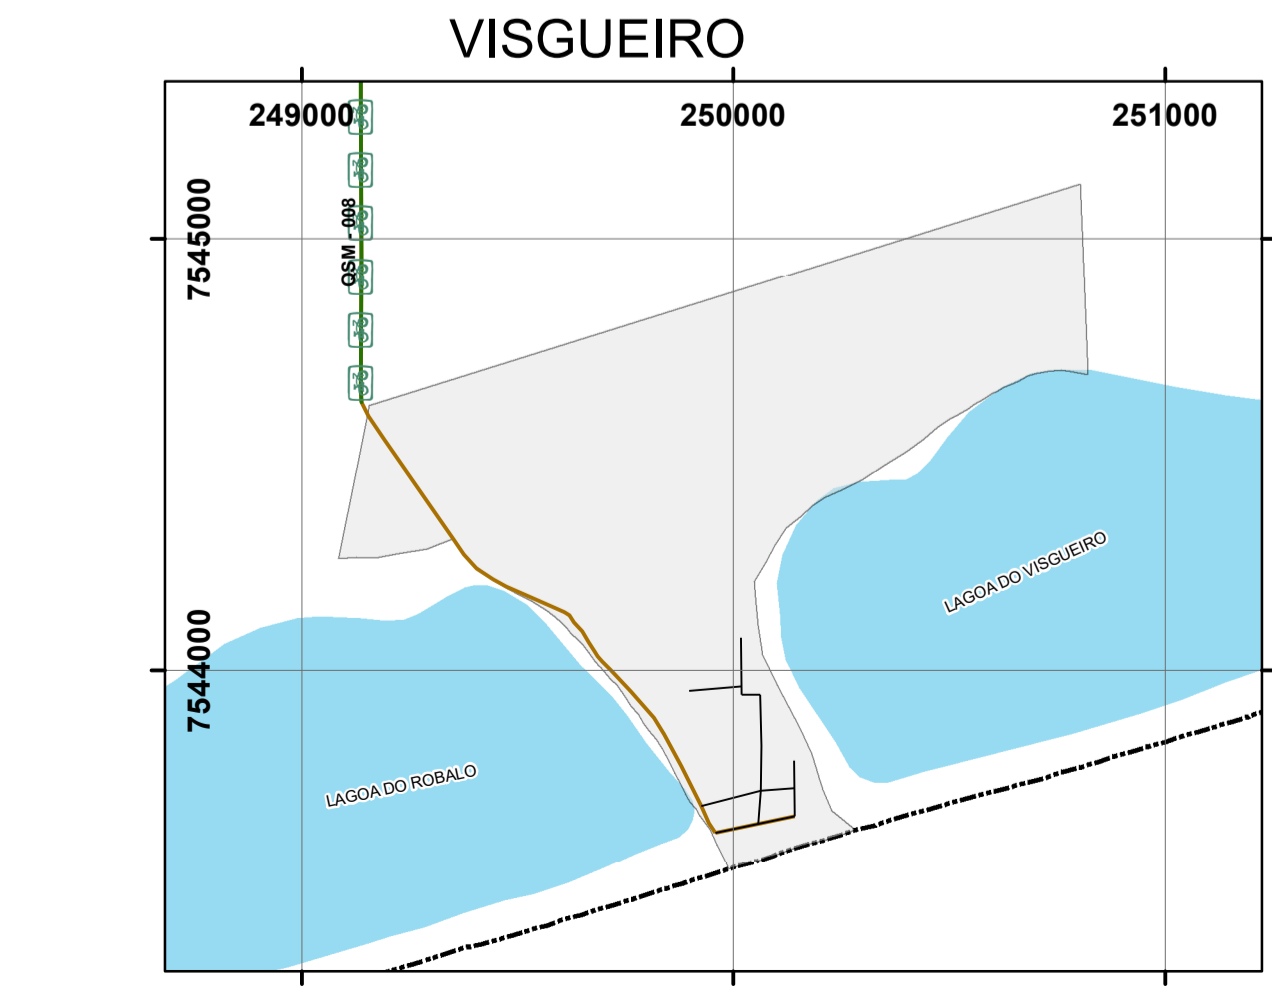 VISGUEIRO
249000 250000 251000
7545000
QSM - 008
LAGOA DO VISGUEIRO
7544000
LAGOA DO ROBALO